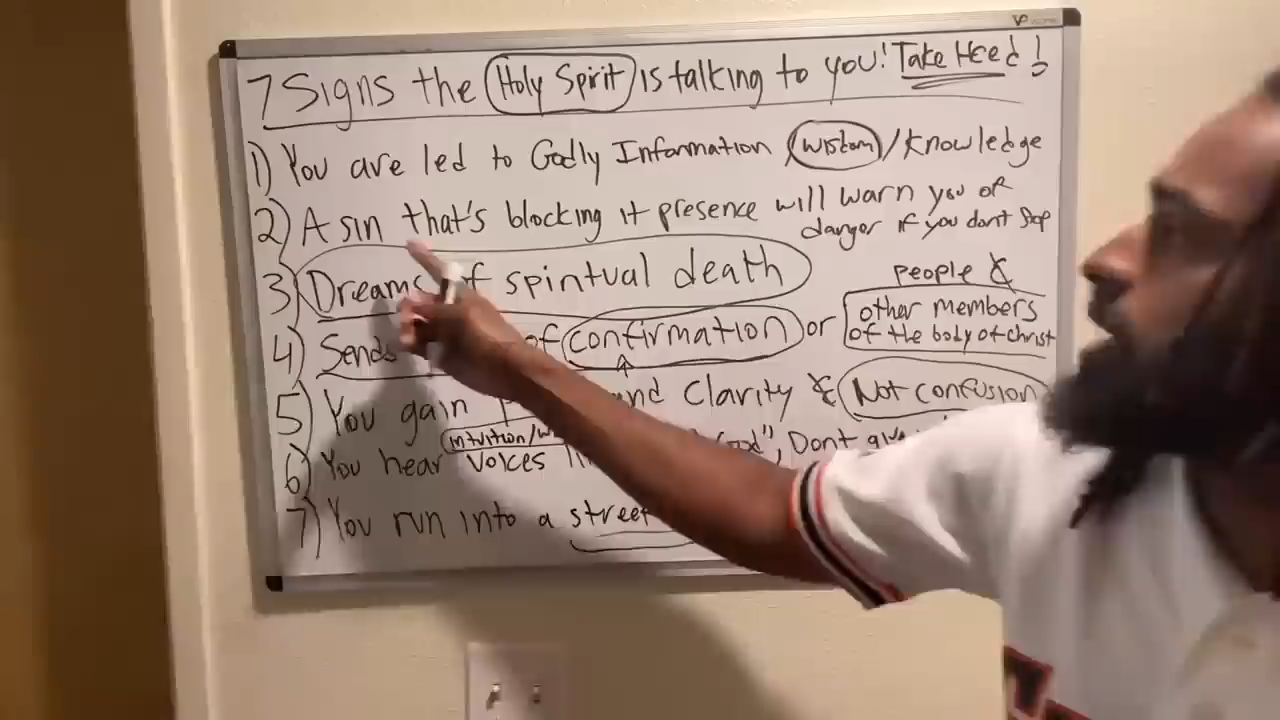 7 Signs the Holy Spirit is talking to you! Take Heed!
1) You are led to Godly Information (wisdom)/knowledge
2) A sin that's blocking it presence will warn you of
danger if you dont stop
3) Dreams of spiritual death
people &
4) Sends of confirmation or other members
of the body of christ
5) You gain and Clarity & Not confusion
intuition/
6) You hear voices God", Dont
7) You run into a street